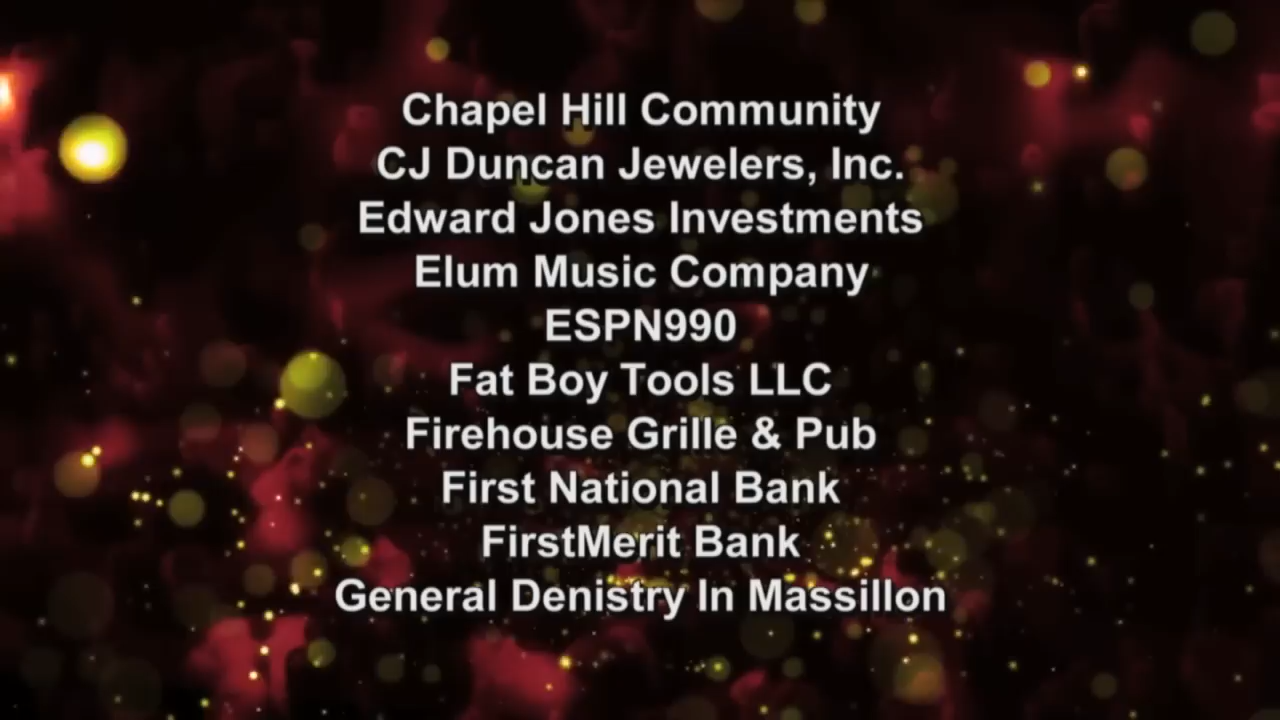 Chapel Hill Community
CJ Duncan Jewelers, Inc.
Edward Jones Investments
Elum Music Company
ESPN990
Fat Boy Tools LLC
Firehouse Grille & Pub
First National Bank
FirstMerit Bank
General Denistry In Massillon